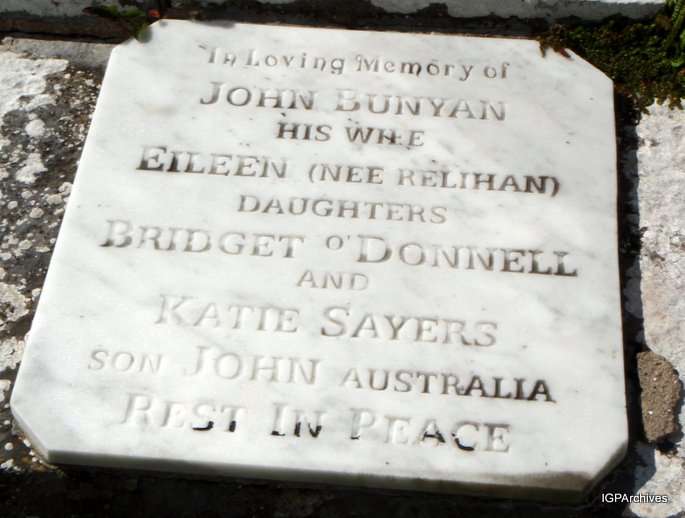 In Loving Memory of
JOHN BUNYAN
HIS WIFE
EILEEN (NEE RELIHAN)
DAUGHTERS
BRIDGET O'DONNELL
AND
KATIE SAYERS
SON JOHN AUSTRALIA
REST IN PEACE
IGPArchives